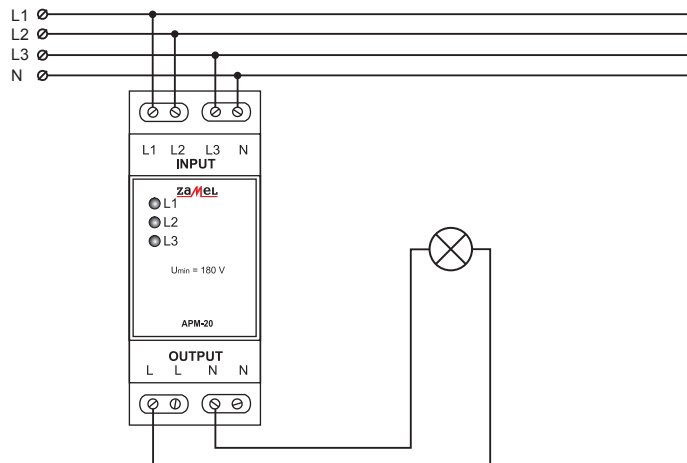 L1
L2
L3
N
L1 L2 L3 N
INPUT
zaMeL
L1
L2
L3
Umin = 180 V
APM-20
OUTPUT
L L N N